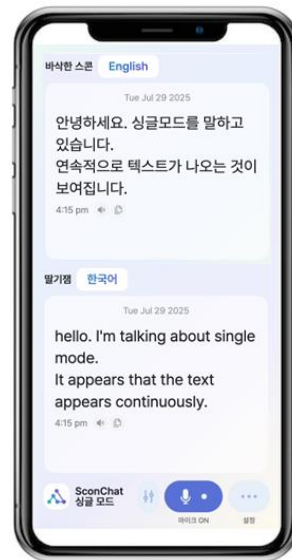 바삭한 스콘 English
Tue Jul 29 2025
안녕하세요. 싱글모드를 말하고
있습니다.
연속적으로 텍스트가 나오는 것이
보여집니다.
4:15 pm
딸기잼 한국어
Tue Jul 29 2025
hello. I'm talking about single
mode.
It appears that the text
appears continuously.
4:15 pm
SconChat
싱글 모드
마이크 ON
설정